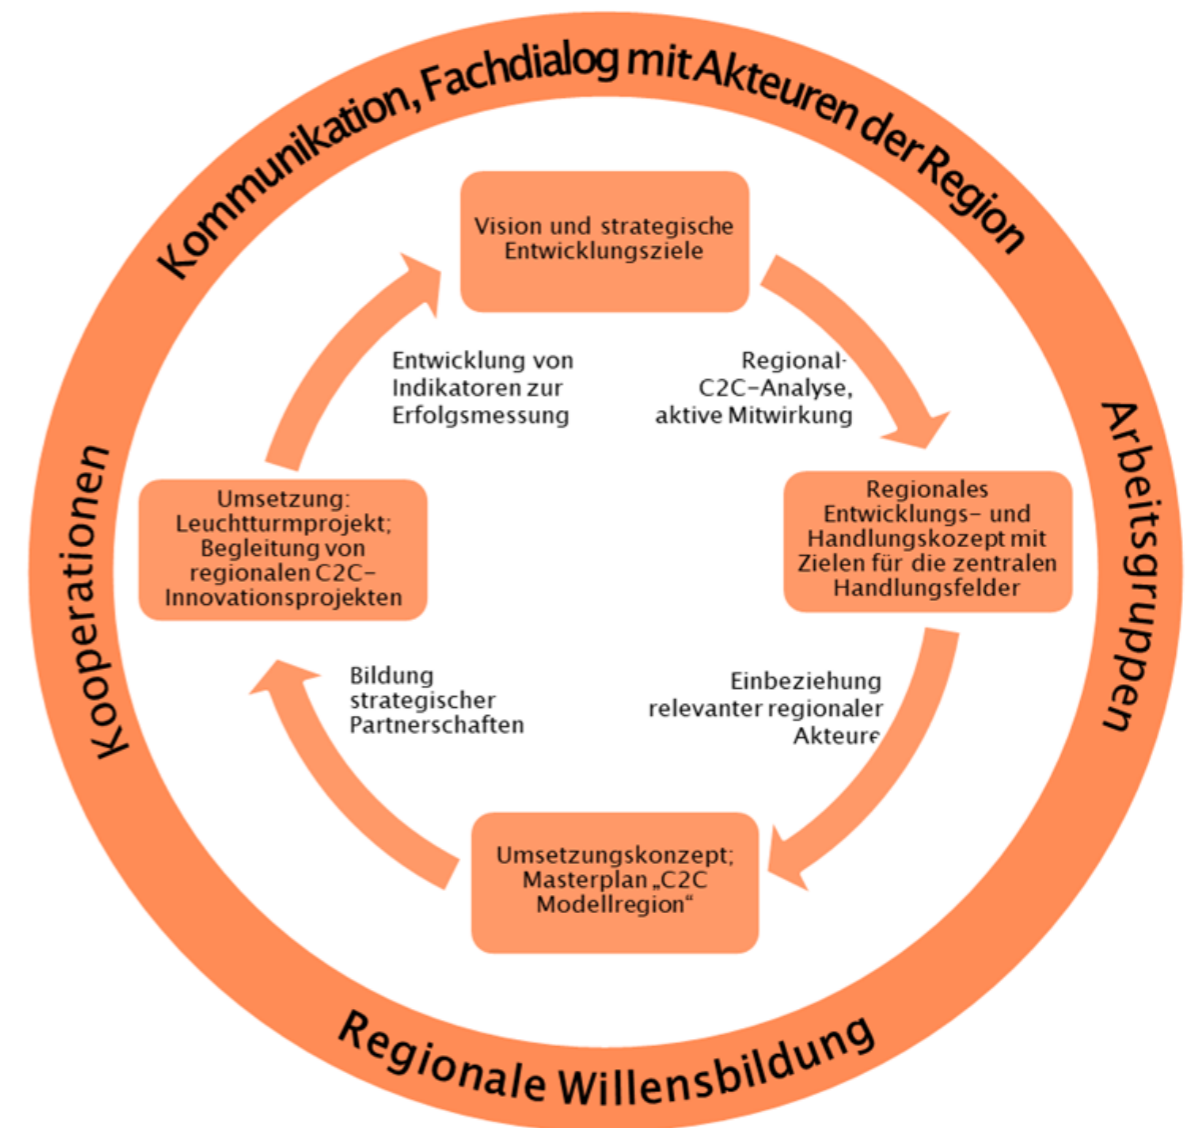 Kommunikation, Fachdialog mit Akteuren der Region
Vision und strategische
Entwicklungsziele
Entwicklung von
Indikatoren zur
Erfolgsmessung
Regional-
C2C-Analyse,
aktive Mitwirkung
Arbeitsgruppen
Kooperationen
Umsetzung:
Leuchtturmprojekt;
Begleitung von
regionalen C2C-
Innovationsprojekten
Regionales
Entwicklungs- und
Handlungskozept mit
Zielen für die zentralen
Handlungsfelder
Bildung
strategischer
Partnerschaften
Einbeziehung
relevanter regionaler
Akteure
Umsetzungskonzept;
Masterplan „C2C
Modellregion“
Regionale Willensbildung